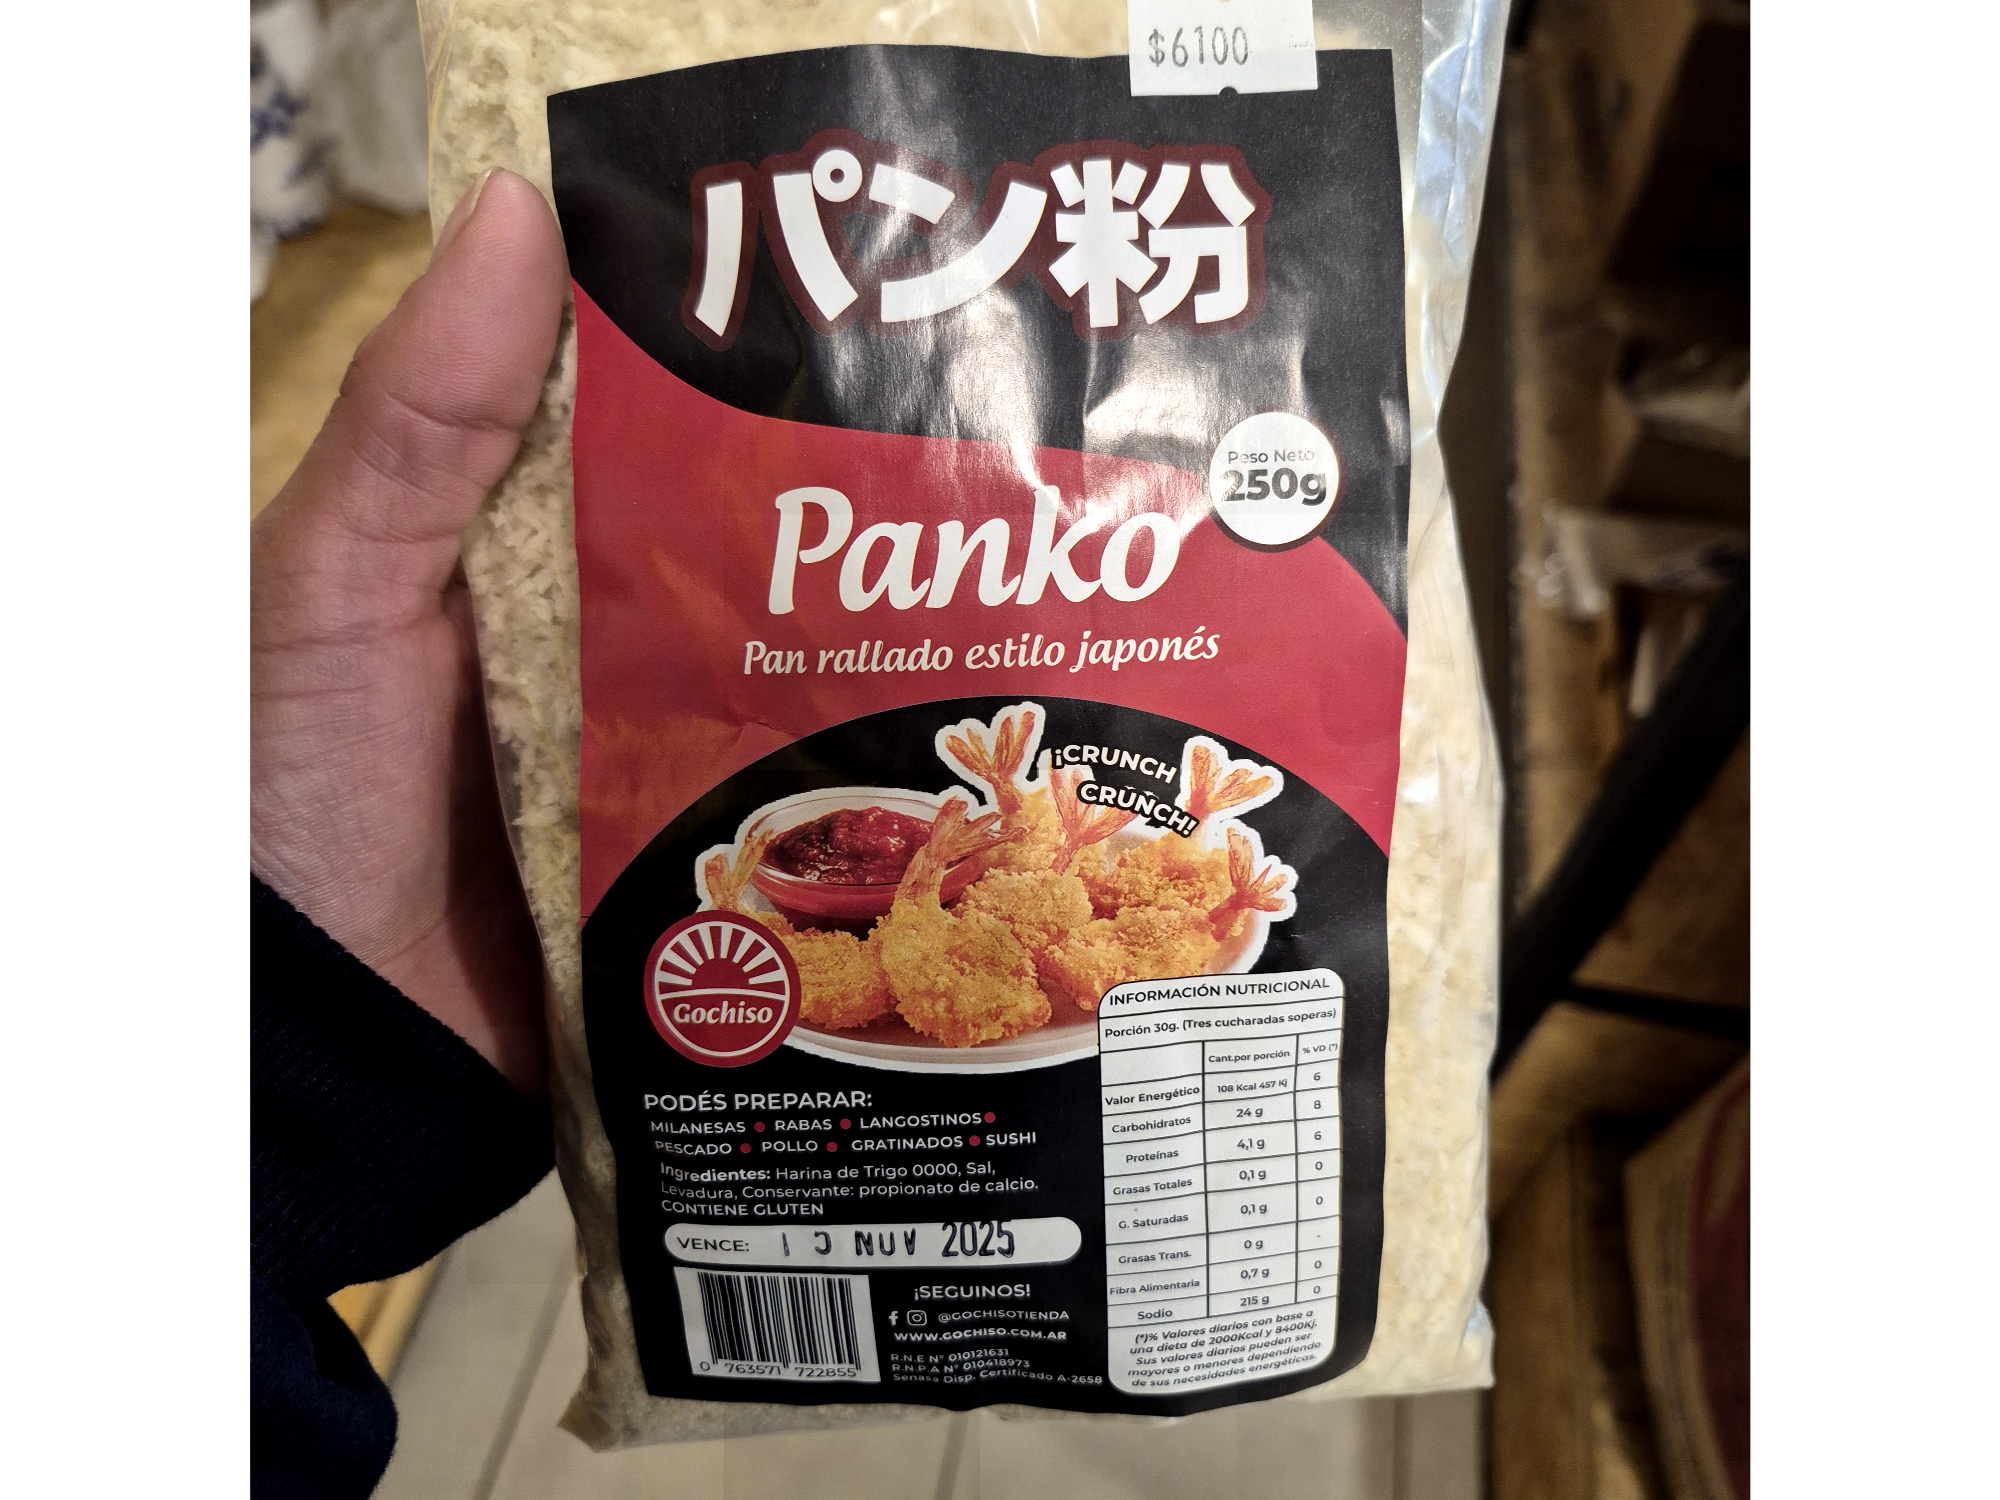 $6100
パン粉
Peso Neto
250g
Panko
Pan rallado estilo japonés
¡CRUNCH
CRUNCH!
Gochiso
PODÉS PREPARAR:
MILANESAS ● RABAS ● LANGOSTINOS ●
PESCADO ● POLLO ● GRATINADOS ● SUSHI
Ingredientes: Harina de Trigo 0000, Sal,
Levadura, Conservante: propionato de calcio.
CONTIENE GLUTEN
VENCE: NOV 2025
0 763571 722855
¡SEGUINOS!
@GOCHISOTIENDA
WWW.GOCHISO.COM.AR
R.N.E N° 010121631
R.N.P.A N° 010418973
Senasa Disp. Certificado A-2658
INFORMACIÓN NUTRICIONAL
Porción 30g. (Tres cucharadas soperas)
Cant.por porción % VD (*)
Valor Energético 108 Kcal 457 Kj 6
Carbohidratos 24 g 8
Proteínas 4,1 g 6
Grasas Totales 0,1 g 0
G. Saturadas 0,1 g 0
Grasas Trans. 0 g -
Fibra Alimentaria 0,7 g 0
Sodio 215 g 0
(*)% Valores diarios con base a
una dieta de 2000Kcal y 8400Kj.
Sus valores diarios pueden ser
mayores o menores dependiendo
de sus necesidades energéticas.